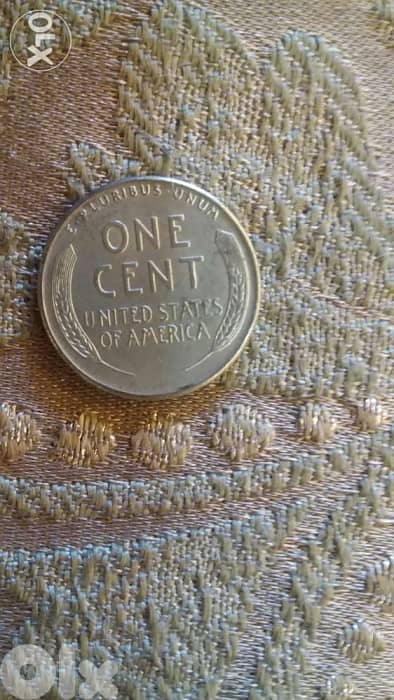 OLX
E·PLURIBUS·UNUM
ONE
CENT
UNITED STATES
OF AMERICA
olx